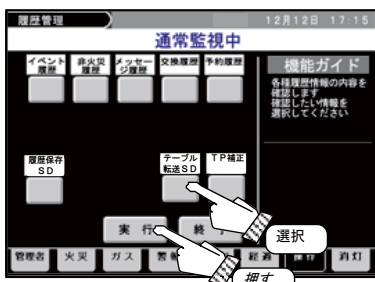 履歴管理
12月12日 17:15
通常監視中
イベント
履歴
非火災
履歴
メッセー
ジ履歴
交換履歴
予約履歴
機能ガイド
各種履歴情報の内容を
確認します
確認したい情報を
選択してください
履歴保存
SD
テーブル
転送SD
TP補正
実 行
終
選択
管理者
火災
ガス
押す
消灯